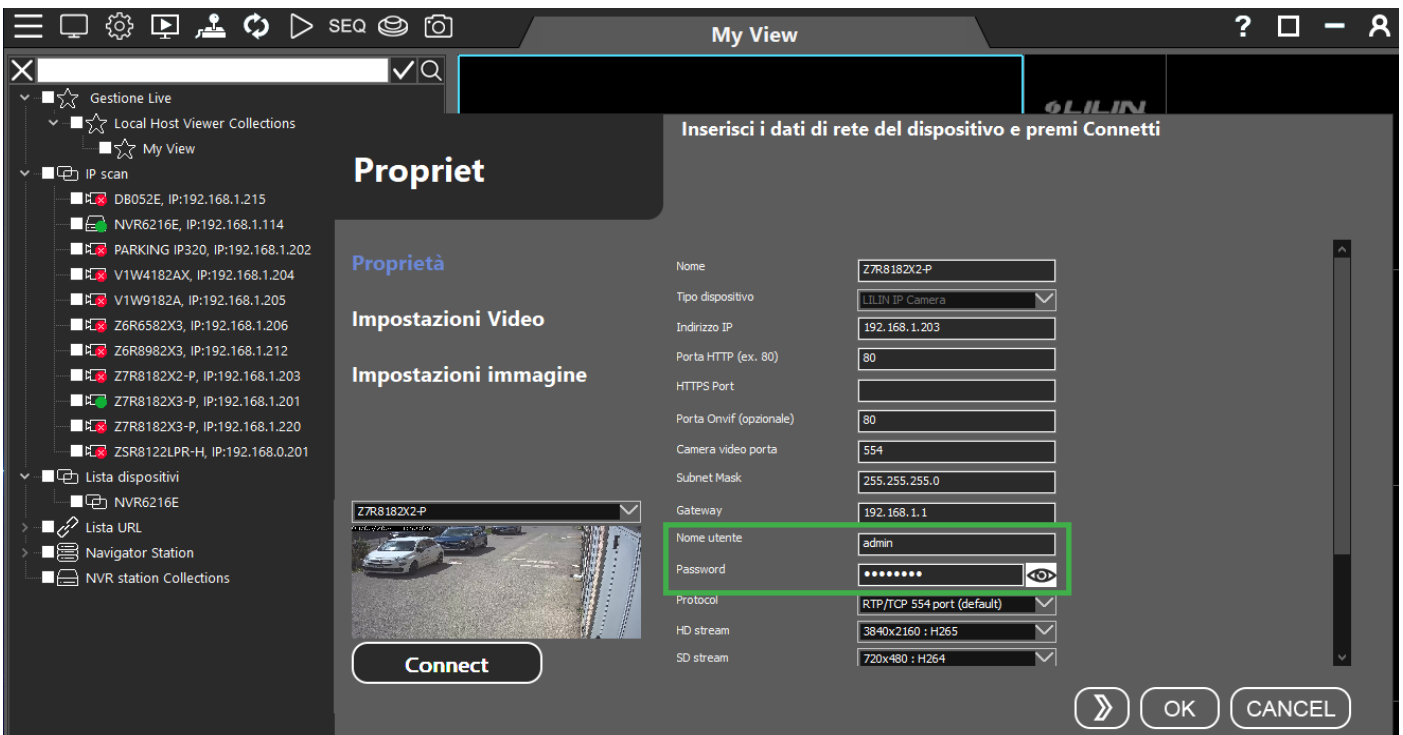 SEQ
My View
?
Gestione Live
Local Host Viewer Collections
My View
IP scan
DB052E, IP:192.168.1.215
NVR6216E, IP:192.168.1.114
PARKING IP320, IP:192.168.1.202
V1W4182AX, IP:192.168.1.204
V1W9182A, IP:192.168.1.205
Z6R6582X3, IP:192.168.1.206
Z6R8982X3, IP:192.168.1.212
Z7R8182X2-P, IP:192.168.1.203
Z7R8182X3-P, IP:192.168.1.201
Z7R8182X3-P, IP:192.168.1.220
ZSR8122LPR-H, IP:192.168.0.201
Lista dispositivi
NVR6216E
Lista URL
Navigator Station
NVR station Collections
LILIN
Inserisci i dati di rete del dispositivo e premi Connetti
Propriet
Proprietà
Impostazioni Video
Impostazioni immagine
Z7R8182X2-P
Connect
Nome Z7R8182X2-P
Tipo dispositivo LILIN IP Camera
Indirizzo IP 192.168.1.203
Porta HTTP (ex. 80) 80
HTTPS Port
Porta Onvif (opzionale) 80
Camera video porta 554
Subnet Mask 255.255.255.0
Gateway 192.168.1.1
Nome utente admin
Password ••••••••
Protocol RTP/TCP 554 port (default)
HD stream 3840x2160 : H265
SD stream 720x480 : H264
OK
CANCEL